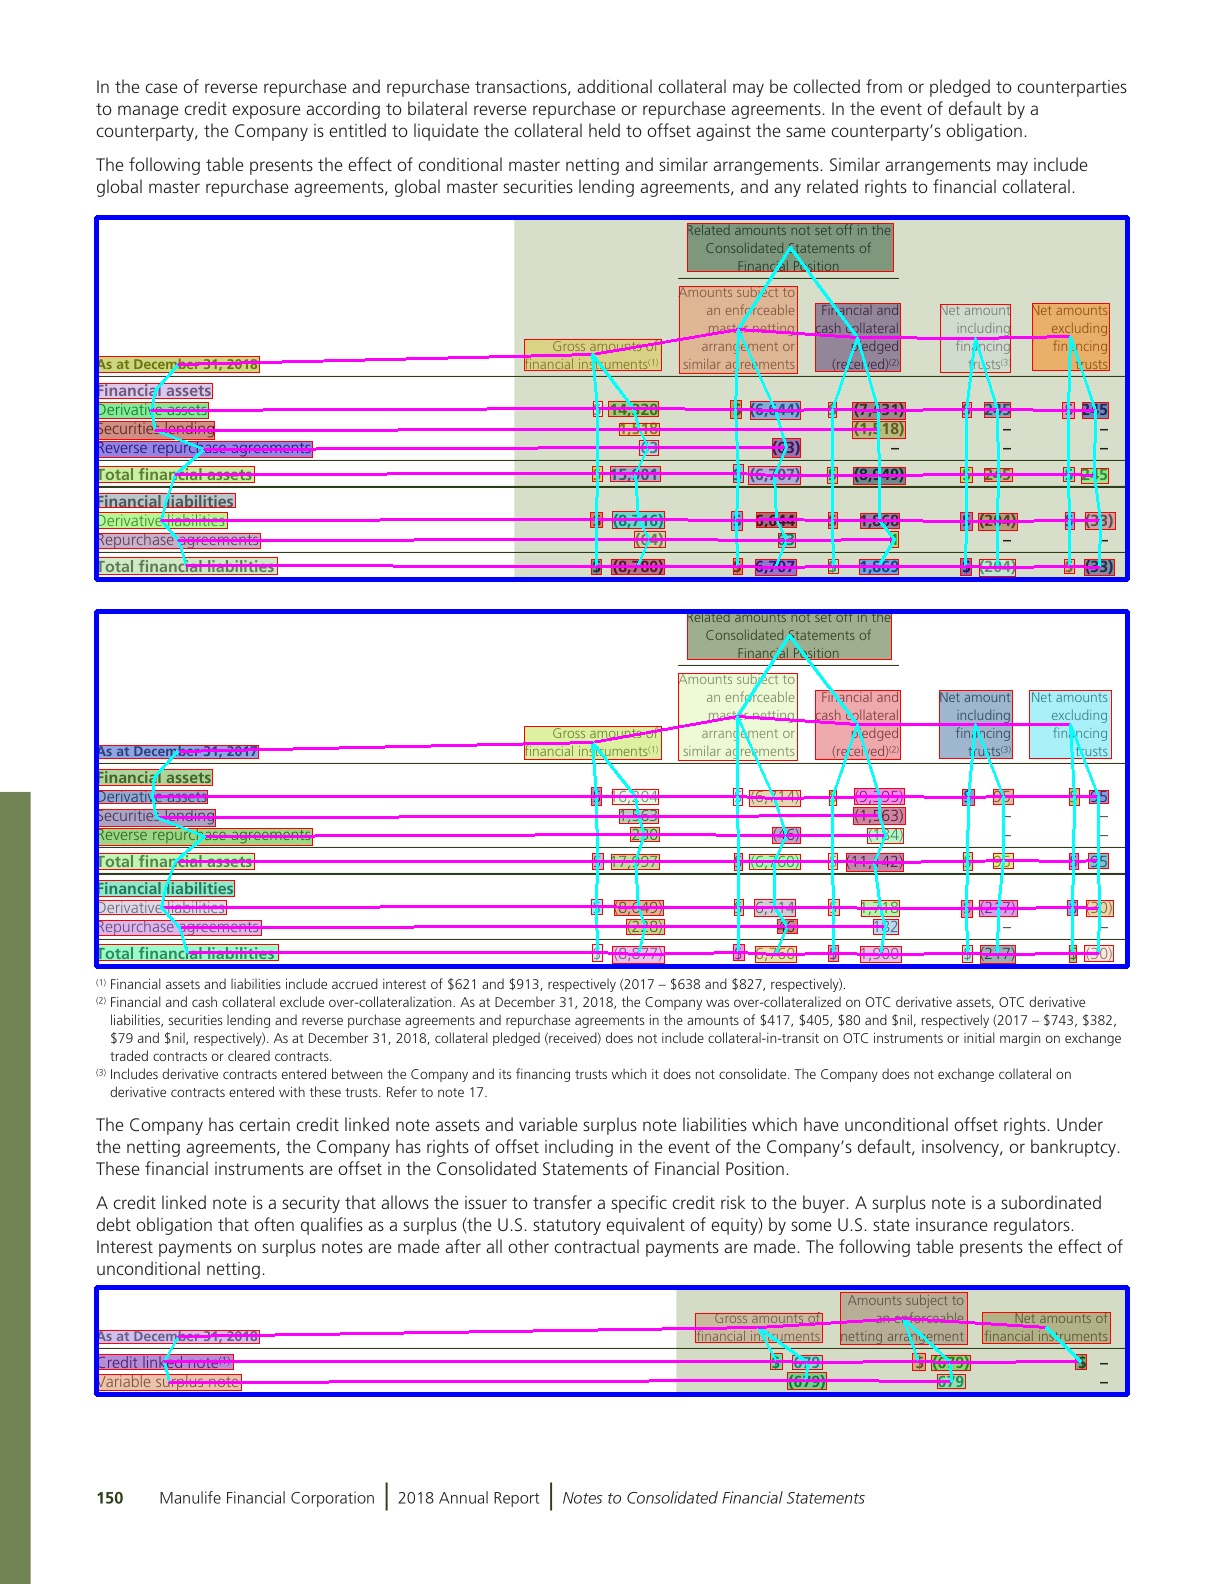 In the case of reverse repurchase and repurchase transactions, additional collateral may be collected from or pledged to counterparties
to manage credit exposure according to bilateral reverse repurchase or repurchase agreements. In the event of default by a
counterparty, the Company is entitled to liquidate the collateral held to offset against the same counterparty's obligation.
The following table presents the effect of conditional master netting and similar arrangements. Similar arrangements may include
global master repurchase agreements, global master securities lending agreements, and any related rights to financial collateral.
Related amounts not set off in the
Consolidated Statements of
Financial Position
As at December 31, 2018
Gross amounts of
financial instruments(1)
Amounts subject to
an enforceable
master netting
arrangement or
similar agreements
Financial and
cash collateral
pledged
(received)(2)
Net amount
including
financing
trusts(3)
Net amounts
excluding
financing
trusts
Financial assets
Derivative assets $ 14,320 $ (6,644) $ (7,431) $ 245 $ 245
Securities lending 1,518 – (1,518) – –
Reverse repurchase agreements 63 (63) – – –
Total financial assets $ 15,901 $ (6,707) $ (8,949) $ 245 $ 245
Financial liabilities
Derivative liabilities $ (8,716) $ 6,644 $ 1,868 $ (204) $ (33)
Repurchase agreements (64) 63 1 – –
Total financial liabilities $ (8,780) $ 6,707 $ 1,869 $ (204) $ (33)
Related amounts not set off in the
Consolidated Statements of
Financial Position
As at December 31, 2017
Gross amounts of
financial instruments(1)
Amounts subject to
an enforceable
master netting
arrangement or
similar agreements
Financial and
cash collateral
pledged
(received)(2)
Net amount
including
financing
trusts(3)
Net amounts
excluding
financing
trusts
Financial assets
Derivative assets $ 16,204 $ (6,714) $ (9,395) $ 95 $ 95
Securities lending 1,563 – (1,563) – –
Reverse repurchase agreements 230 (46) (184) – –
Total financial assets $ 17,997 $ (6,760) $ (11,142) $ 95 $ 95
Financial liabilities
Derivative liabilities $ (8,649) $ 6,714 $ 1,718 $ (217) $ (30)
Repurchase agreements (228) 46 182 – –
Total financial liabilities $ (8,877) $ 6,760 $ 1,900 $ (217) $ (30)
(1) Financial assets and liabilities include accrued interest of $621 and $913, respectively (2017 – $638 and $827, respectively).
(2) Financial and cash collateral exclude over-collateralization. As at December 31, 2018, the Company was over-collateralized on OTC derivative assets, OTC derivative
liabilities, securities lending and reverse purchase agreements and repurchase agreements in the amounts of $417, $405, $80 and $nil, respectively (2017 – $743, $382,
$79 and $nil, respectively). As at December 31, 2018, collateral pledged (received) does not include collateral-in-transit on OTC instruments or initial margin on exchange
traded contracts or cleared contracts.
(3) Includes derivative contracts entered between the Company and its financing trusts which it does not consolidate. The Company does not exchange collateral on
derivative contracts entered with these trusts. Refer to note 17.
The Company has certain credit linked note assets and variable surplus note liabilities which have unconditional offset rights. Under
the netting agreements, the Company has rights of offset including in the event of the Company's default, insolvency, or bankruptcy.
These financial instruments are offset in the Consolidated Statements of Financial Position.
A credit linked note is a security that allows the issuer to transfer a specific credit risk to the buyer. A surplus note is a subordinated
debt obligation that often qualifies as a surplus (the U.S. statutory equivalent of equity) by some U.S. state insurance regulators.
Interest payments on surplus notes are made after all other contractual payments are made. The following table presents the effect of
unconditional netting.
As at December 31, 2018
Gross amounts of
financial instruments
Amounts subject to
an enforceable
netting arrangement
Net amounts of
financial instruments
Credit linked note(1) $ 679 $ (679) $ –
Variable surplus note (679) 679 –
150 Manulife Financial Corporation | 2018 Annual Report | Notes to Consolidated Financial Statements